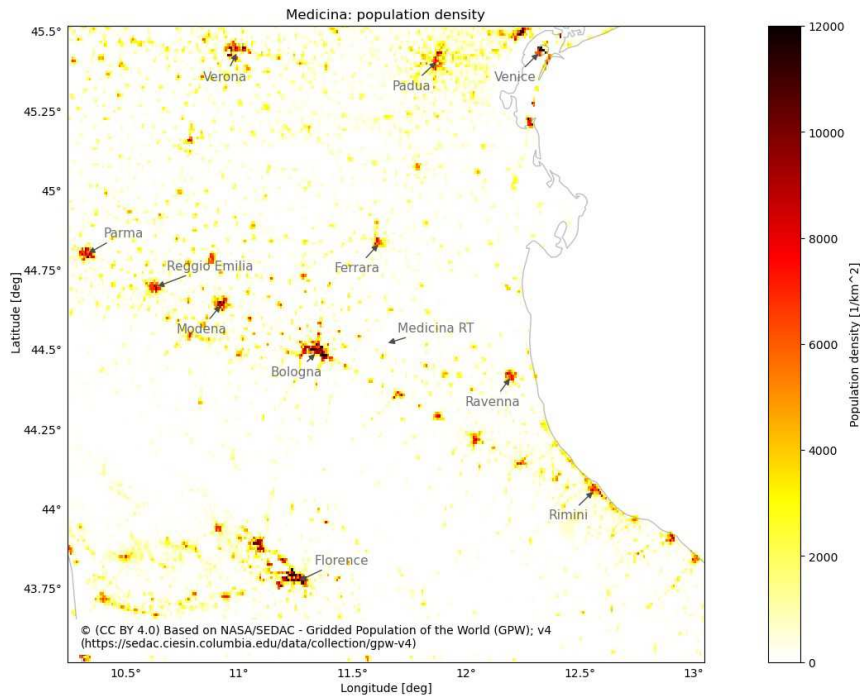 Medicina: population density
45.5°
45.25°
45°
44.75°
44.5°
44.25°
44°
43.75°
Latitude [deg]
Verona
Padua
Venice
Parma
Reggio Emilia
Ferrara
Modena
Medicina RT
Bologna
Ravenna
Rimini
Florence
© (CC BY 4.0) Based on NASA/SEDAC - Gridded Population of the World (GPW); v4
(https://sedac.ciesin.columbia.edu/data/collection/gpw-v4)
10.5°
11°
11.5°
12°
12.5°
13°
Longitude [deg]
12000
10000
8000
6000
4000
2000
0
Population density [1/km^2]